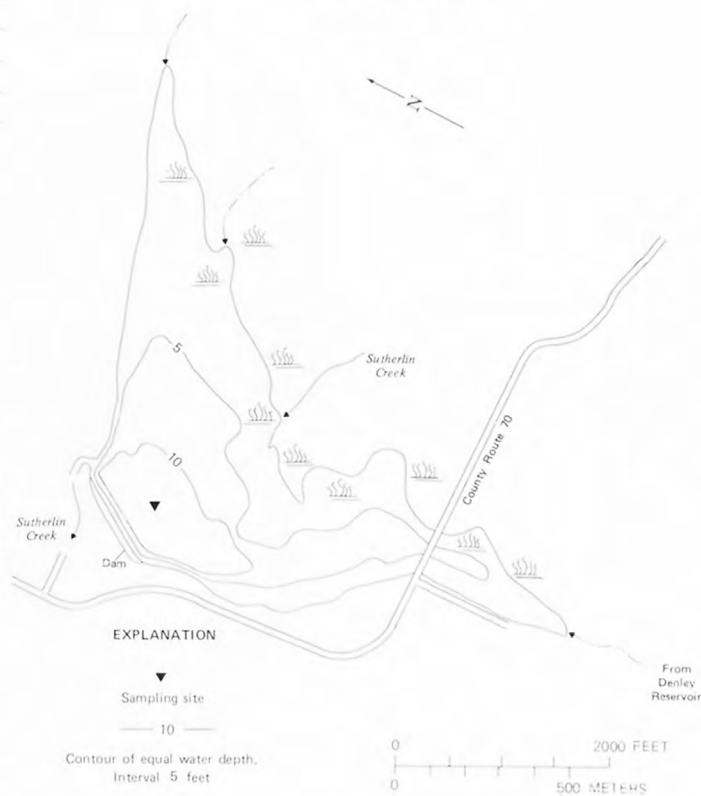 N
5
Sutherlin
Creek
10
County Route 70
Sutherlin
Creek
Dam
EXPLANATION
Sampling site
10
Contour of equal water depth.
Interval 5 feet
From
Denley
Reservoir
0 2000 FEET
0 500 METERS